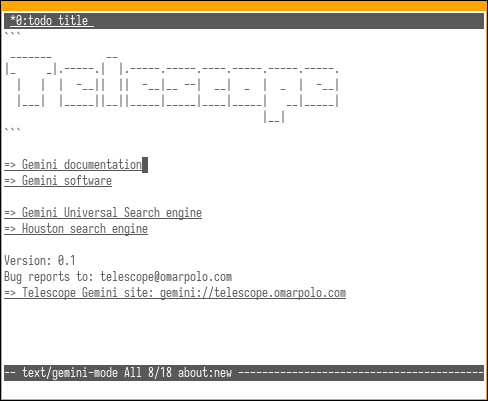 *0:todo title
```
 _______       __
|_     _|.-----.|  |.-----.-----.----.-----.-----.-----.
  |   |  |  -__||  ||  -__|__ --|  __|  _  |  _  |  -__|
  |___|  |_____||__||_____|_____|____|_____|   __|_____|
                                           |__|
```
=> Gemini documentation
=> Gemini software
=> Gemini Universal Search engine
=> Houston search engine
Version: 0.1
Bug reports to: telescope@omarpolo.com
=> Telescope Gemini site: gemini://telescope.omarpolo.com
-- text/gemini-mode All 8/18 about:new -----------------------------------------